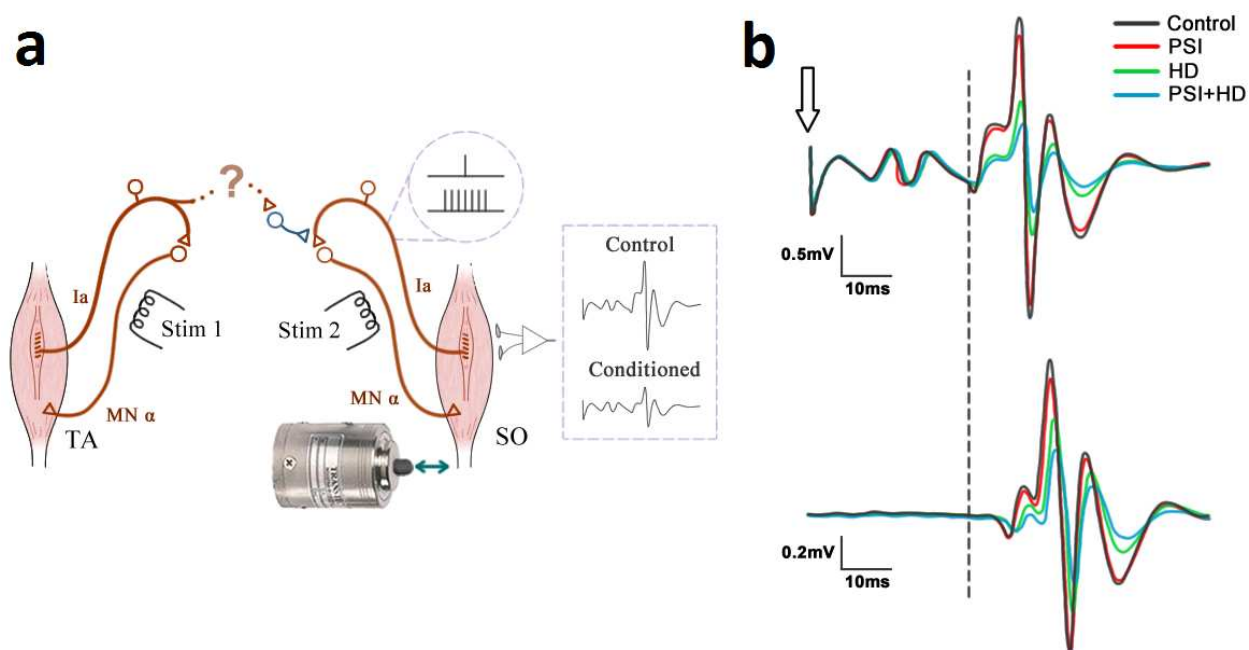 a
?
Ia
Stim 1
MN α
TA
Stim 2
Ia
MN α
SO
Control
Conditioned
b
Control
PSI
HD
PSI+HD
0.5mV
10ms
0.2mV
10ms